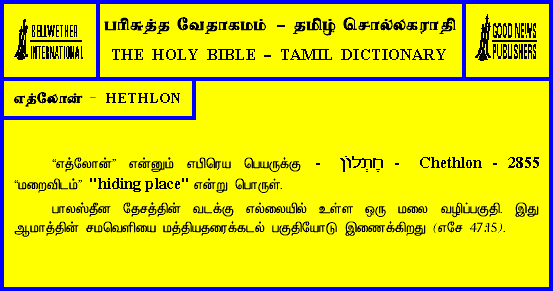 BELLWETHER
INTERNATIONAL
பரிசுத்த வேதாகமம் – தமிழ் சொல்லகராதி
THE HOLY BIBLE – TAMIL DICTIONARY
GOOD NEWS
PUBLISHERS
எத்லோன் – HETHLON
“எத்லோன்” என்னும் எபிரெய பெயருக்கு - חֶתְלוֹן - Chethlon - 2855
“மறைவிடம்” "hiding place" என்று பொருள்.
பாலஸ்தீன தேசத்தின் வடக்கு எல்லையில் உள்ள ஒரு மலை வழிப்பகுதி. இது
ஆமாத்தின் சமவெளியை மத்தியதரைக்கடல் பகுதியோடு இணைக்கிறது (எசே 47:15).